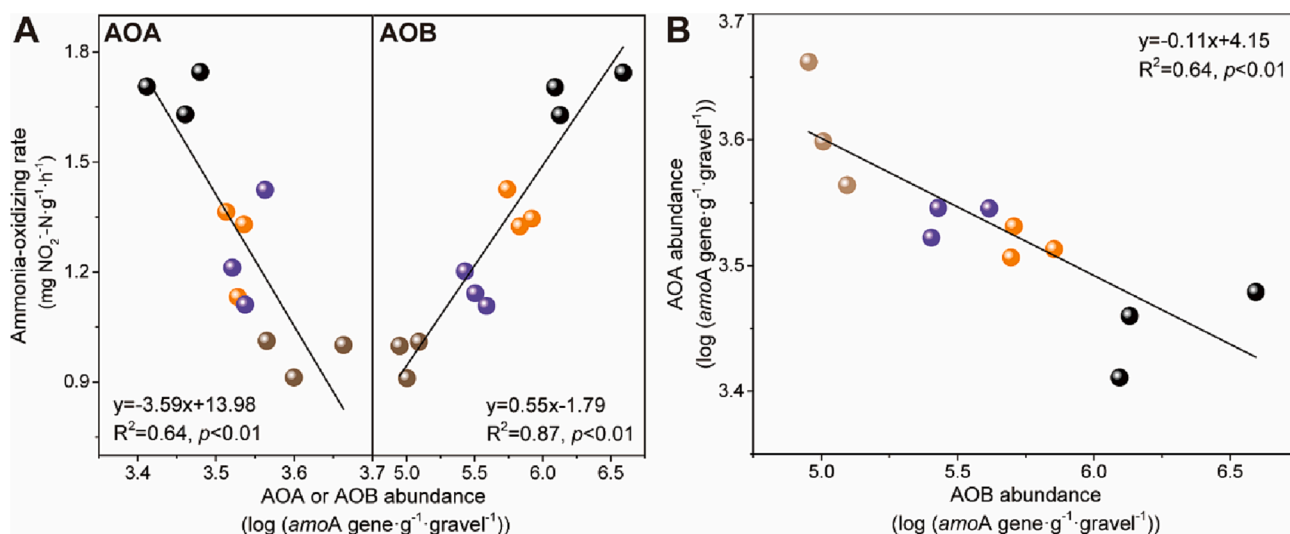 A
AOA
AOB
Ammonia-oxidizing rate
(mg NO₂⁻-N·g⁻¹·h⁻¹)
1.8
1.5
1.2
0.9
y=-3.59x+13.98
R²=0.64, p<0.01
y=0.55x-1.79
R²=0.87, p<0.01
3.4
3.5
3.6
3.7
5.0
5.5
6.0
6.5
AOA or AOB abundance
(log (amoA gene·g⁻¹·gravel⁻¹))
B
y=-0.11x+4.15
R²=0.64, p<0.01
AOA abundance
(log (amoA gene·g⁻¹·gravel⁻¹))
3.7
3.6
3.5
3.4
5.0
5.5
6.0
6.5
AOB abundance
(log (amoA gene·g⁻¹·gravel⁻¹))